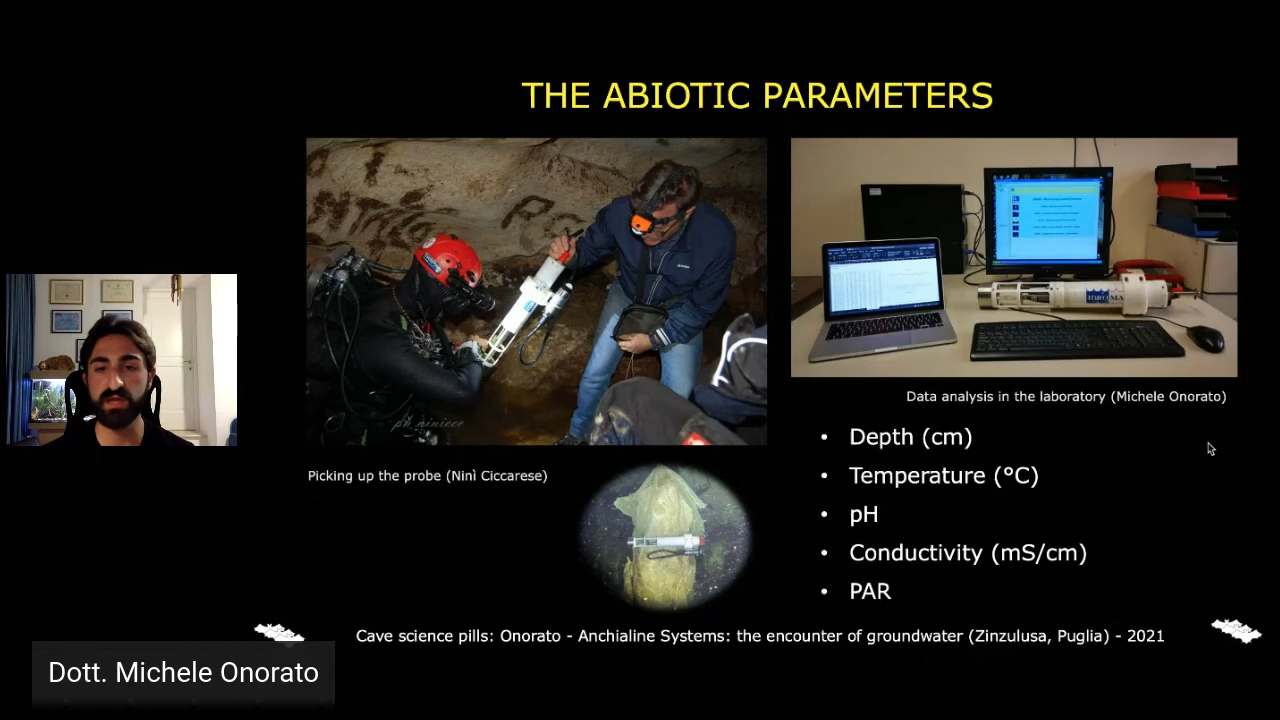 THE ABIOTIC PARAMETERS
ph_niniccc
IDROMA
Data analysis in the laboratory (Michele Onorato)
• Depth (cm)
• Temperature (°C)
• pH
• Conductivity (mS/cm)
• PAR
Picking up the probe (Ninì Ciccarese)
Cave science pills: Onorato - Anchialine Systems: the encounter of groundwater (Zinzulusa, Puglia) - 2021
Dott. Michele Onorato